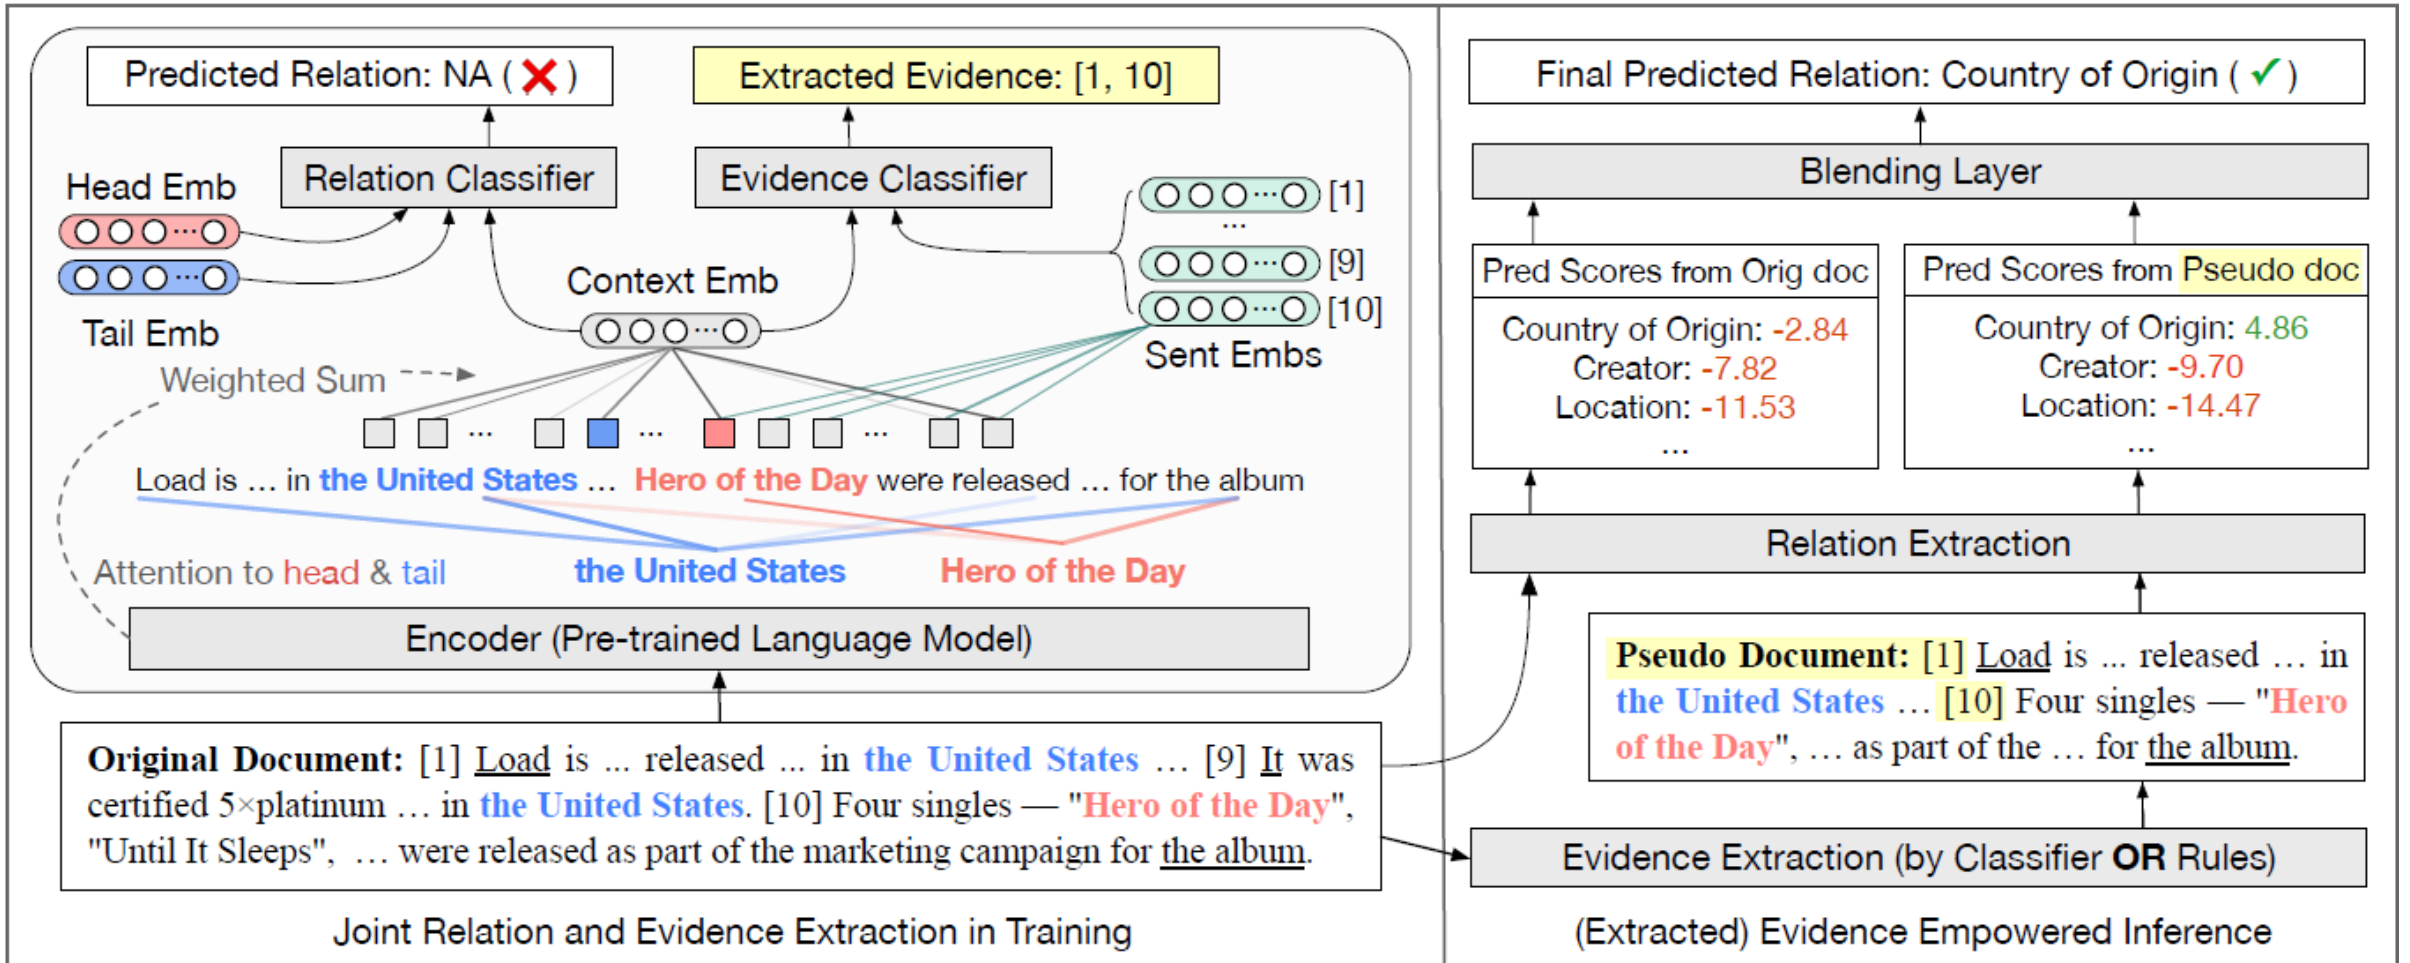 Predicted Relation: NA ( ✗ )
Extracted Evidence: [1, 10]
Relation Classifier
Evidence Classifier
Head Emb
Tail Emb
Context Emb
[1]
...
[9]
[10]
Sent Embs
Weighted Sum
... ... ...
Load is ... in the United States ... Hero of the Day were released ... for the album
Attention to head & tail
the United States
Hero of the Day
Encoder (Pre-trained Language Model)
Original Document: [1] Load is ... released ... in the United States ... [9] It was
certified 5×platinum ... in the United States. [10] Four singles — "Hero of the Day",
"Until It Sleeps", ... were released as part of the marketing campaign for the album.
Joint Relation and Evidence Extraction in Training
Final Predicted Relation: Country of Origin ( ✓ )
Blending Layer
Pred Scores from Orig doc
Country of Origin: -2.84
Creator: -7.82
Location: -11.53
...
Pred Scores from Pseudo doc
Country of Origin: 4.86
Creator: -9.70
Location: -14.47
...
Relation Extraction
Pseudo Document: [1] Load is ... released ... in
the United States ... [10] Four singles — "Hero
of the Day", ... as part of the ... for the album.
Evidence Extraction (by Classifier OR Rules)
(Extracted) Evidence Empowered Inference